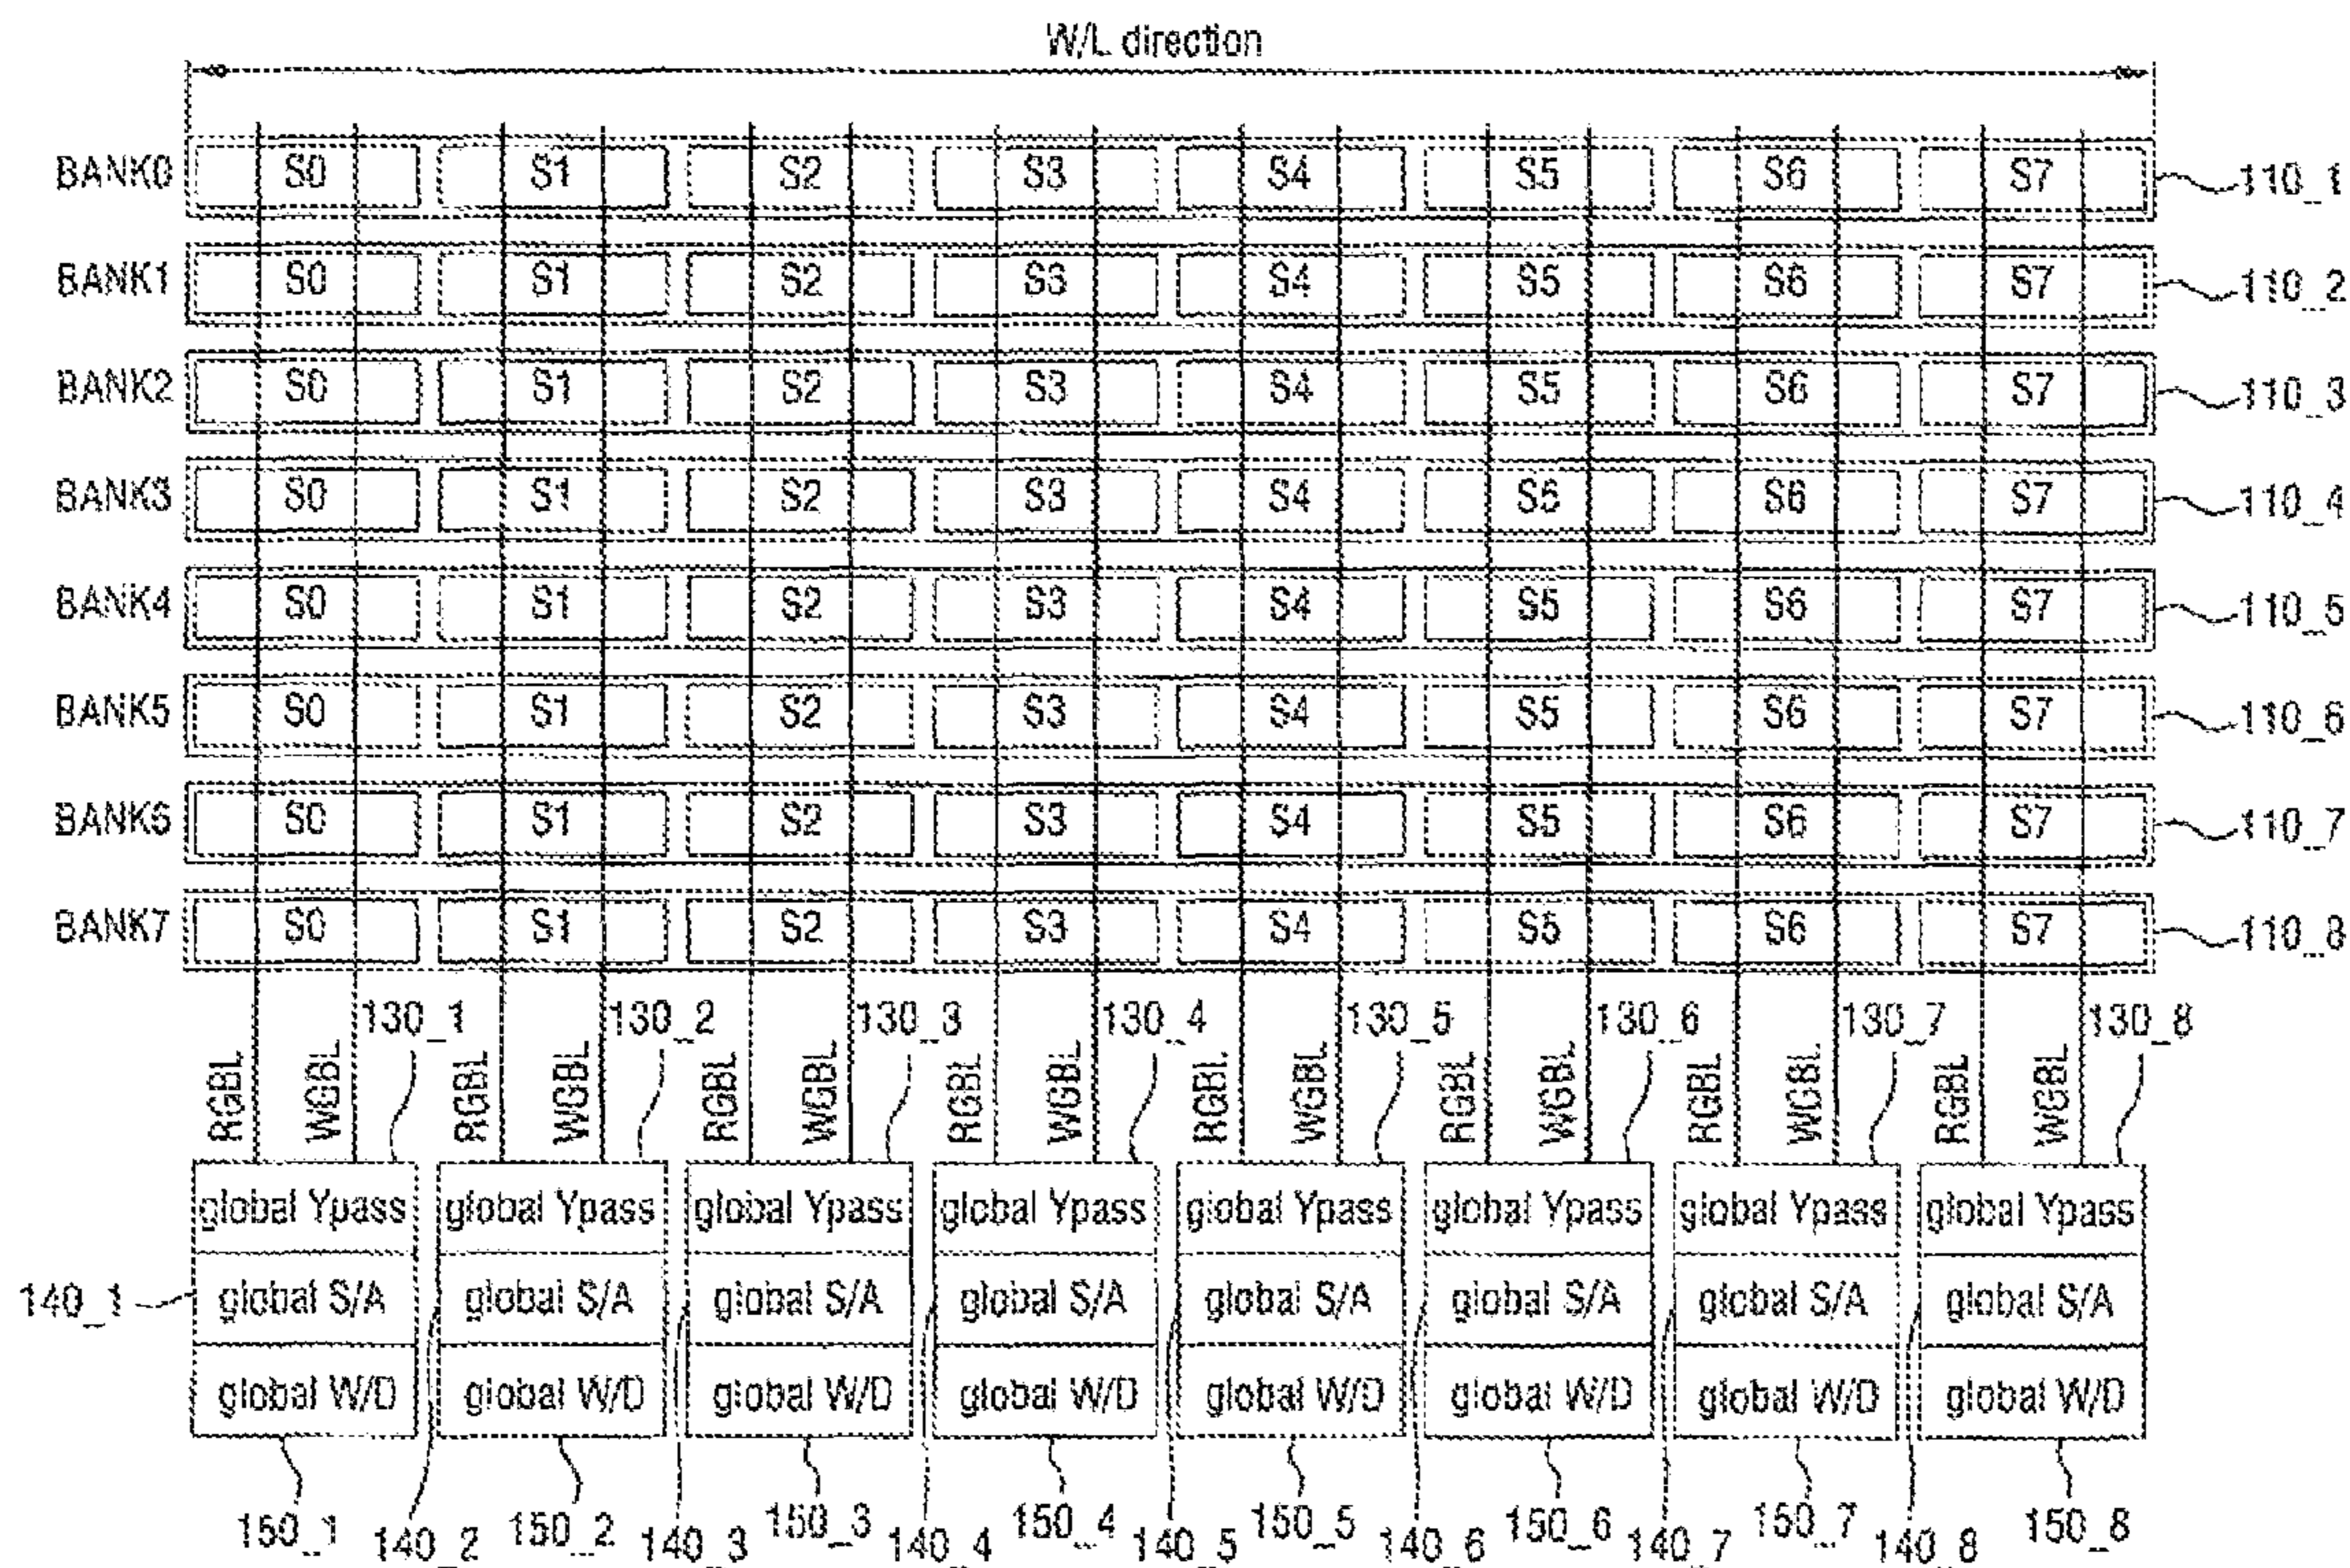 W/L direction
BANK0 S0 S1 S2 S3 S4 S5 S6 S7 110_1
BANK1 S0 S1 S2 S3 S4 S5 S6 S7 110_2
BANK2 S0 S1 S2 S3 S4 S5 S6 S7 110_3
BANK3 S0 S1 S2 S3 S4 S5 S6 S7 110_4
BANK4 S0 S1 S2 S3 S4 S5 S6 S7 110_5
BANK5 S0 S1 S2 S3 S4 S5 S6 S7 110_6
BANK6 S0 S1 S2 S3 S4 S5 S6 S7 110_7
BANK7 S0 S1 S2 S3 S4 S5 S6 S7 110_8
130_1 130_2 130_3 130_4 130_5 130_6 130_7 130_8
RGBL WGBL RGBL WGBL RGBL WGBL RGBL WGBL RGBL WGBL RGBL WGBL RGBL WGBL RGBL WGBL
global Ypass global Ypass global Ypass global Ypass global Ypass global Ypass global Ypass global Ypass
140_1 global S/A global S/A global S/A global S/A global S/A global S/A global S/A global S/A
global W/D global W/D global W/D global W/D global W/D global W/D global W/D global W/D
150_1 140_2 150_2 140_3 150_3 140_4 150_4 140_5 150_5 140_6 150_6 140_7 150_7 140_8 150_8